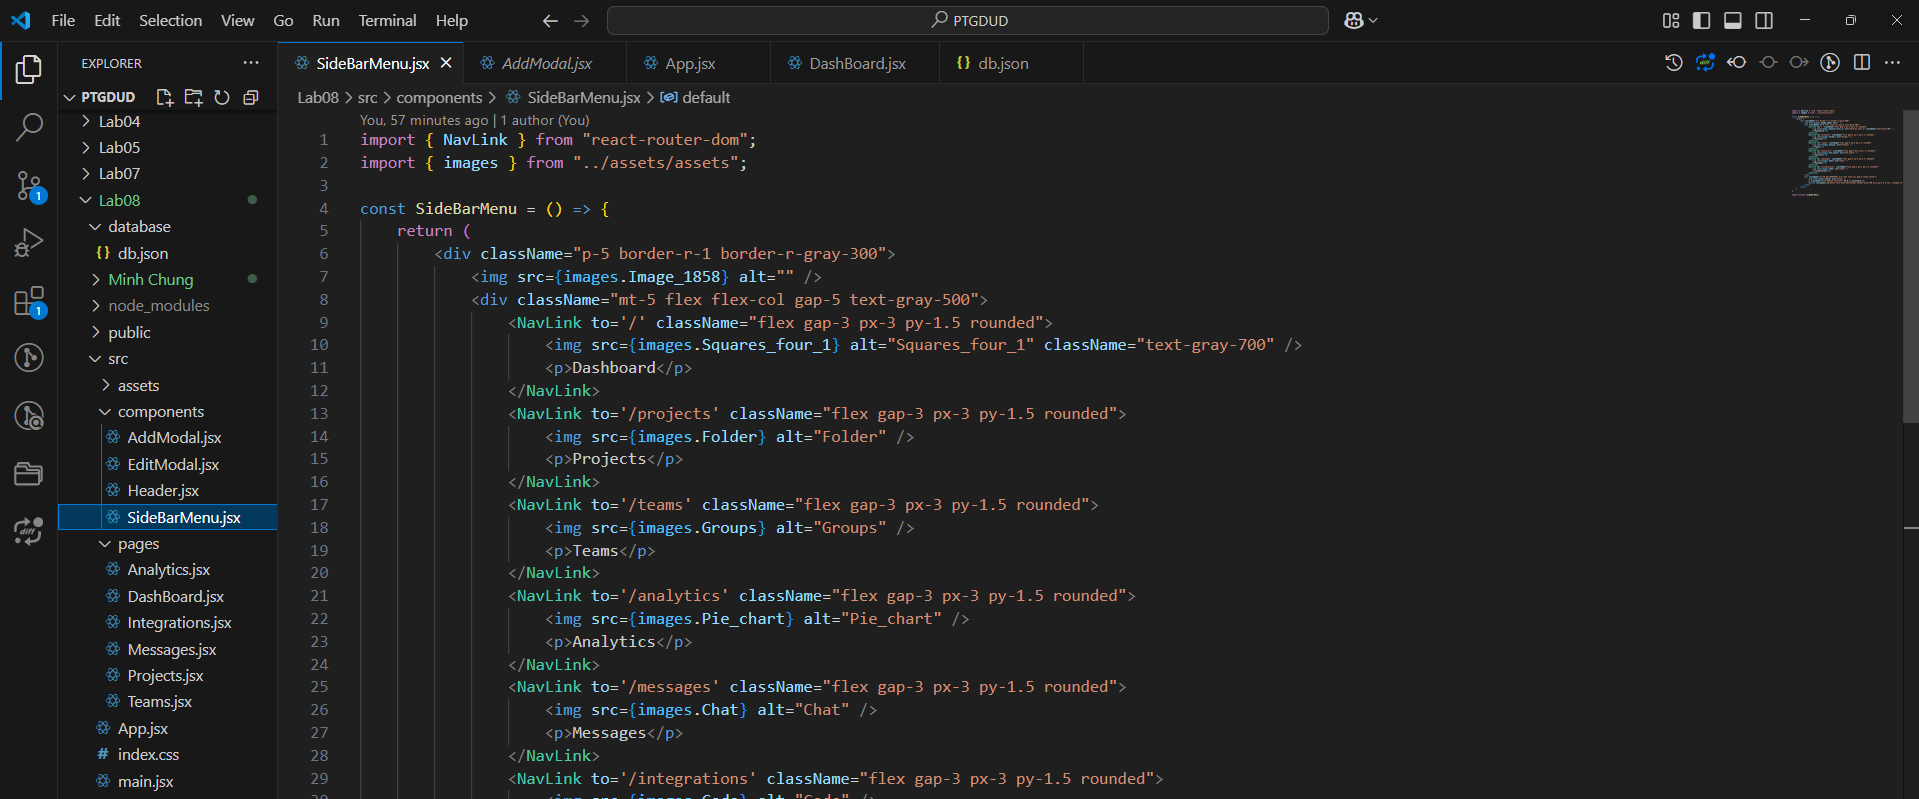 File Edit Selection View Go Run Terminal Help
PTGDUD
EXPLORER
PTGDUD
Lab04
Lab05
Lab07
Lab08
database
{} db.json
Minh Chung
node_modules
public
src
assets
components
AddModal.jsx
EditModal.jsx
Header.jsx
SideBarMenu.jsx
pages
Analytics.jsx
DashBoard.jsx
Integrations.jsx
Messages.jsx
Projects.jsx
Teams.jsx
App.jsx
# index.css
main.jsx
1
1
diff
SideBarMenu.jsx AddModal.jsx App.jsx DashBoard.jsx {} db.json
diff
Lab08 > src > components > SideBarMenu.jsx > default
You, 57 minutes ago | 1 author (You)
1 import { NavLink } from "react-router-dom";
2 import { images } from "../assets/assets";
3
4 const SideBarMenu = () => {
5 return (
6 <div className="p-5 border-r-1 border-r-gray-300">
7 <img src={images.Image_1858} alt="" />
8 <div className="mt-5 flex flex-col gap-5 text-gray-500">
9 <NavLink to='/' className="flex gap-3 px-3 py-1.5 rounded">
10 <img src={images.Squares_four_1} alt="Squares_four_1" className="text-gray-700" />
11 <p>Dashboard</p>
12 </NavLink>
13 <NavLink to='/projects' className="flex gap-3 px-3 py-1.5 rounded">
14 <img src={images.Folder} alt="Folder" />
15 <p>Projects</p>
16 </NavLink>
17 <NavLink to='/teams' className="flex gap-3 px-3 py-1.5 rounded">
18 <img src={images.Groups} alt="Groups" />
19 <p>Teams</p>
20 </NavLink>
21 <NavLink to='/analytics' className="flex gap-3 px-3 py-1.5 rounded">
22 <img src={images.Pie_chart} alt="Pie_chart" />
23 <p>Analytics</p>
24 </NavLink>
25 <NavLink to='/messages' className="flex gap-3 px-3 py-1.5 rounded">
26 <img src={images.Chat} alt="Chat" />
27 <p>Messages</p>
28 </NavLink>
29 <NavLink to='/integrations' className="flex gap-3 px-3 py-1.5 rounded">